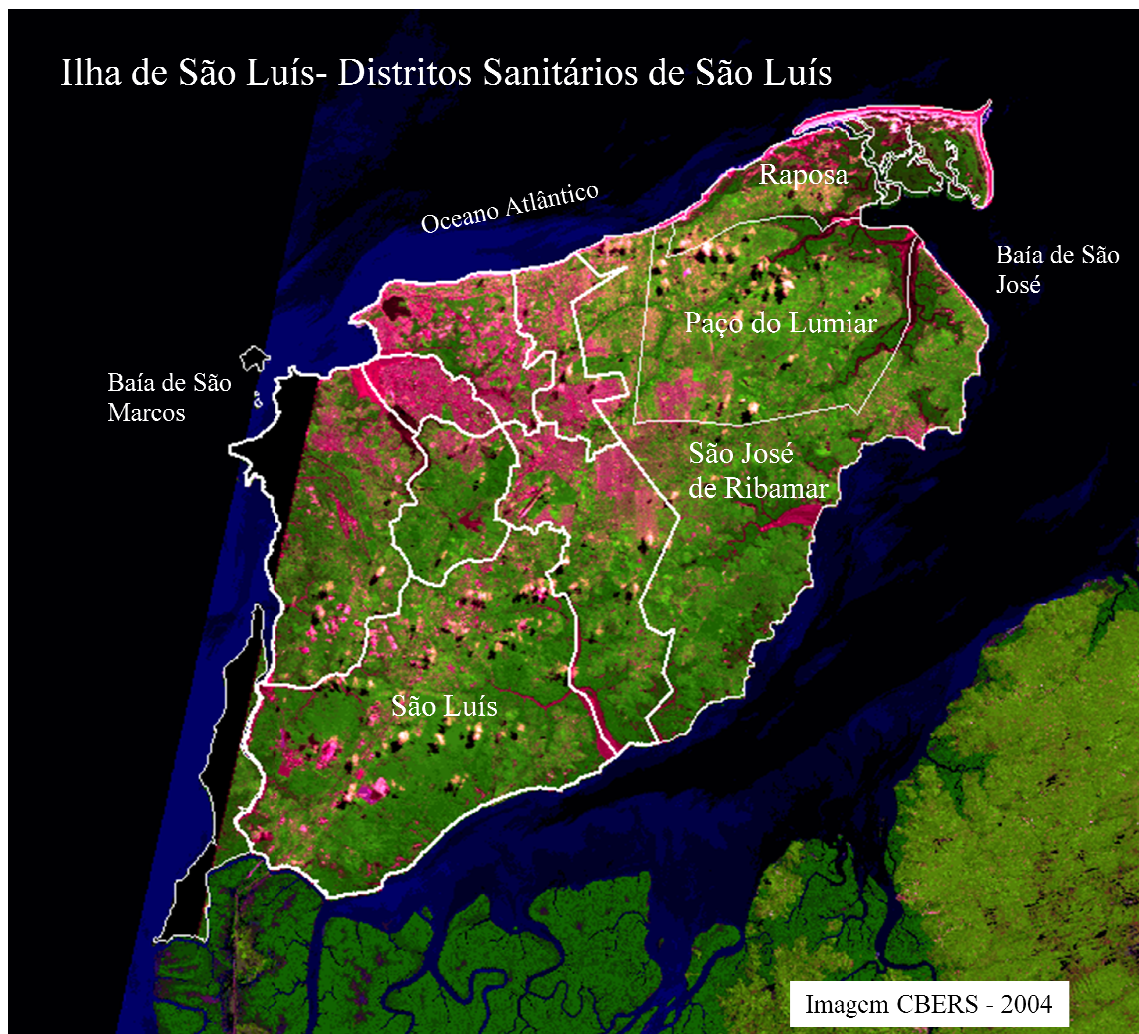 Ilha de São Luís- Distritos Sanitários de São Luís
Raposa
Oceano Atlântico
Baía de São
José
Paço do Lumiar
Baía de São
Marcos
São José
de Ribamar
São Luís
Imagem CBERS - 2004